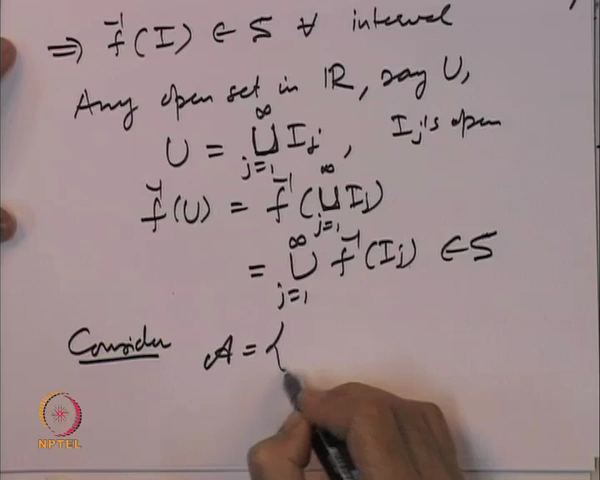 ⇒ f⁻¹(I) ∈ S ∀ interval
Any open set in ℝ, say U,
U = ⊔_{j=1}^{∞} I_j, I_j's open
f⁻¹(U) = f⁻¹(⊔_{j=1}^{∞} I_j)
= ⋃_{j=1}^{∞} f⁻¹(I_j) ∈ S
Consider 𝒜 = {
NPTEL